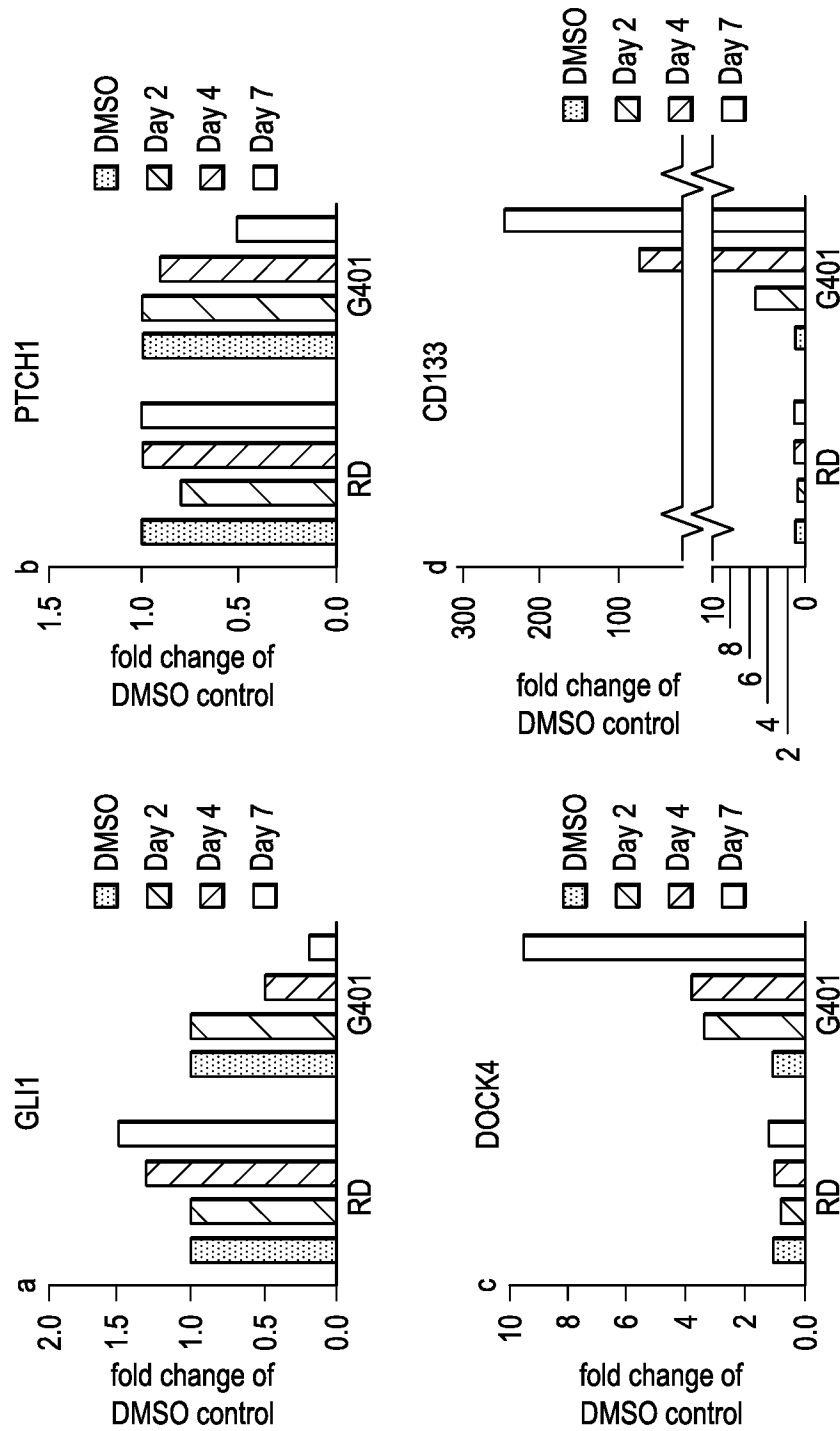 a
GLI1
fold change of
DMSO control
2.0
1.5
1.0
0.5
0.0
RD
G401
DMSO
Day 2
Day 4
Day 7
b
PTCH1
fold change of
DMSO control
1.5
1.0
0.5
0.0
RD
G401
DMSO
Day 2
Day 4
Day 7
c
DOCK4
fold change of
DMSO control
10
8
6
4
2
0.0
RD
G401
DMSO
Day 2
Day 4
Day 7
d
CD133
fold change of
DMSO control
300
200
100
10
8
6
4
2
0
RD
G401
DMSO
Day 2
Day 4
Day 7